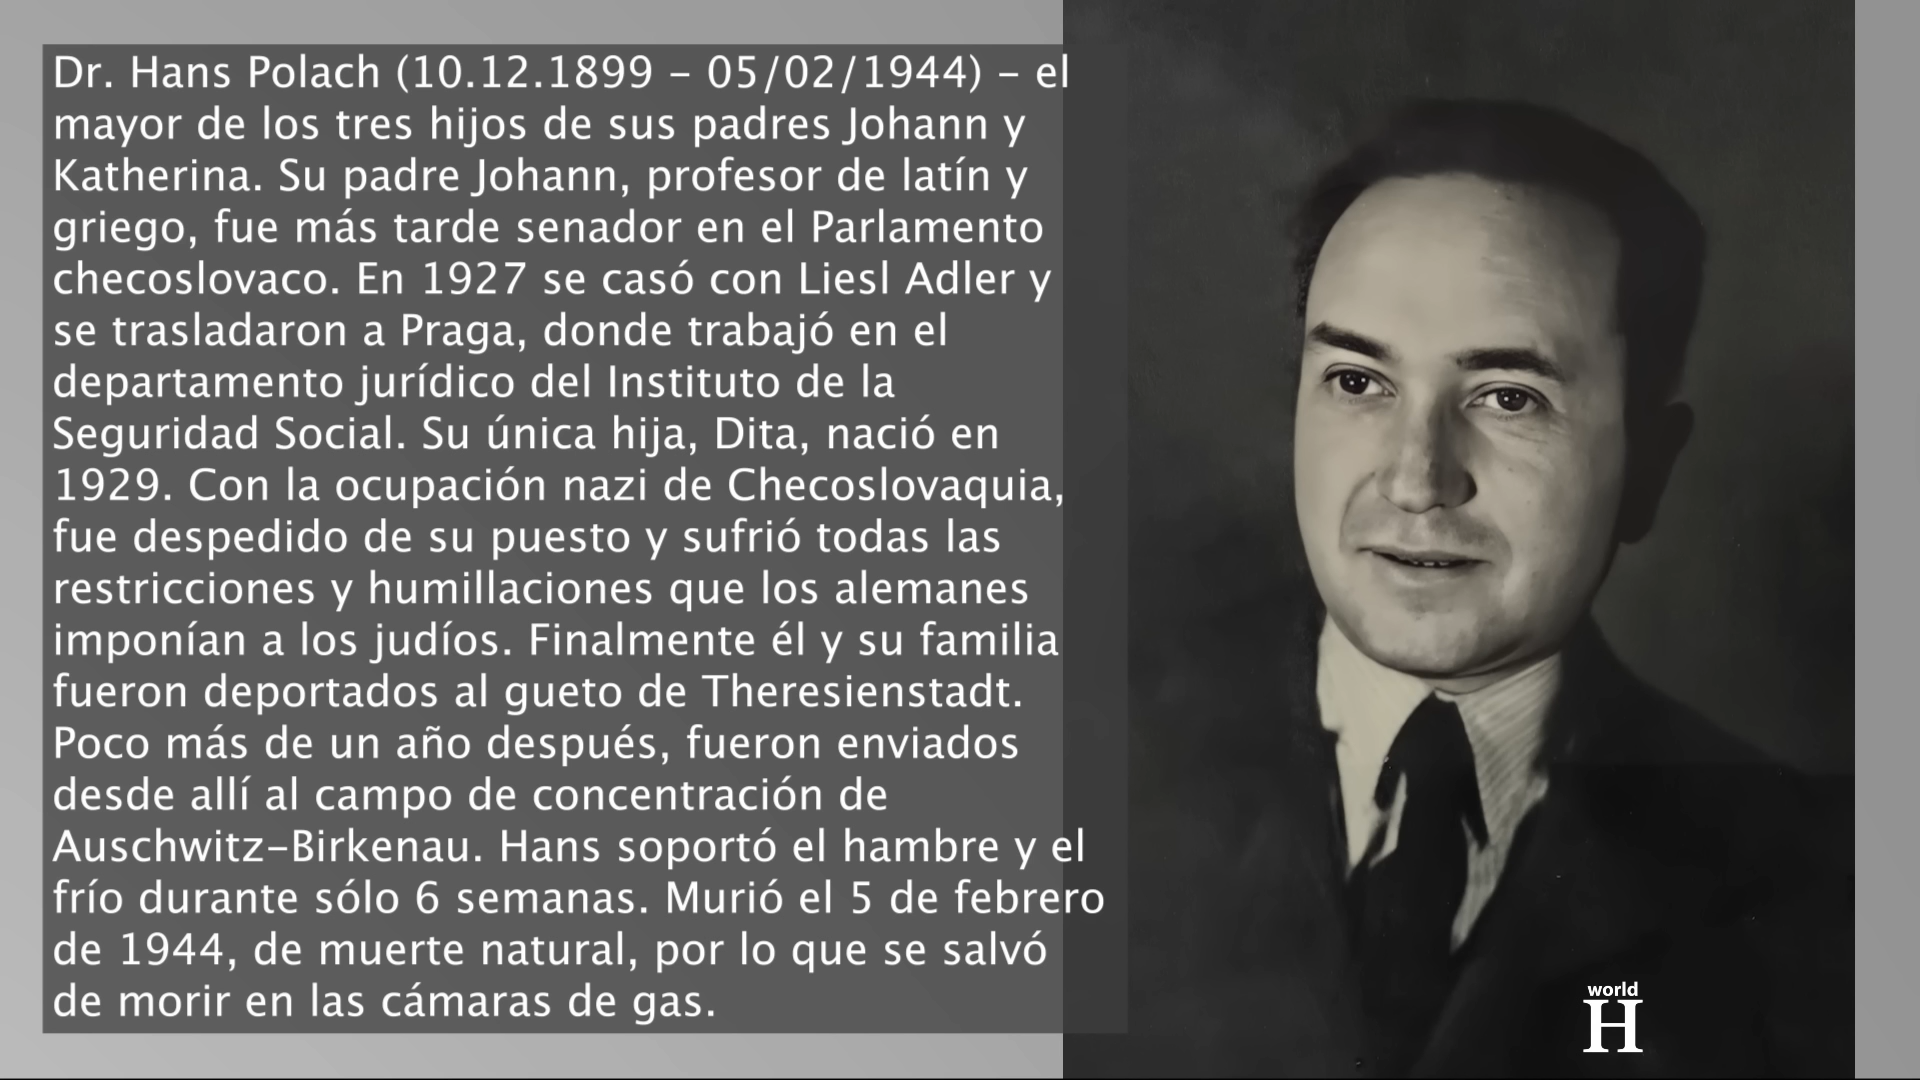 Dr. Hans Polach (10.12.1899 – 05/02/1944) – el
mayor de los tres hijos de sus padres Johann y
Katherina. Su padre Johann, profesor de latín y
griego, fue más tarde senador en el Parlamento
checoslovaco. En 1927 se casó con Liesl Adler y
se trasladaron a Praga, donde trabajó en el
departamento jurídico del Instituto de la
Seguridad Social. Su única hija, Dita, nació en
1929. Con la ocupación nazi de Checoslovaquia,
fue despedido de su puesto y sufrió todas las
restricciones y humillaciones que los alemanes
imponían a los judíos. Finalmente él y su familia
fueron deportados al gueto de Theresienstadt.
Poco más de un año después, fueron enviados
desde allí al campo de concentración de
Auschwitz–Birkenau. Hans soportó el hambre y el
frío durante sólo 6 semanas. Murió el 5 de febrero
de 1944, de muerte natural, por lo que se salvó
de morir en las cámaras de gas.
world
H